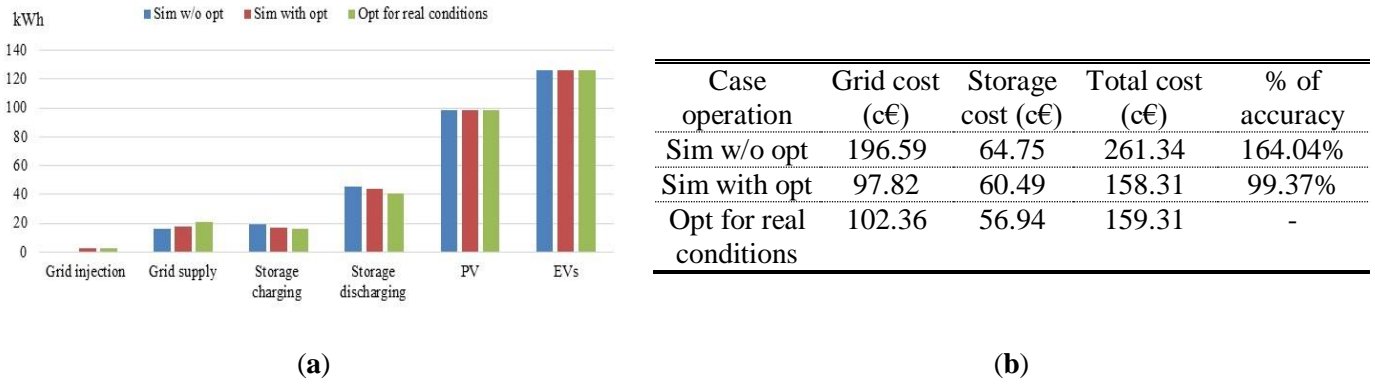 kWh
Sim w/o opt Sim with opt Opt for real conditions
140
120
100
80
60
40
20
0
Grid injection Grid supply Storage charging Storage discharging PV EVs
(a)
Case operation Grid cost (c€) Storage cost (c€) Total cost (c€) % of accuracy
Sim w/o opt 196.59 64.75 261.34 164.04%
Sim with opt 97.82 60.49 158.31 99.37%
Opt for real conditions 102.36 56.94 159.31 -
(b)